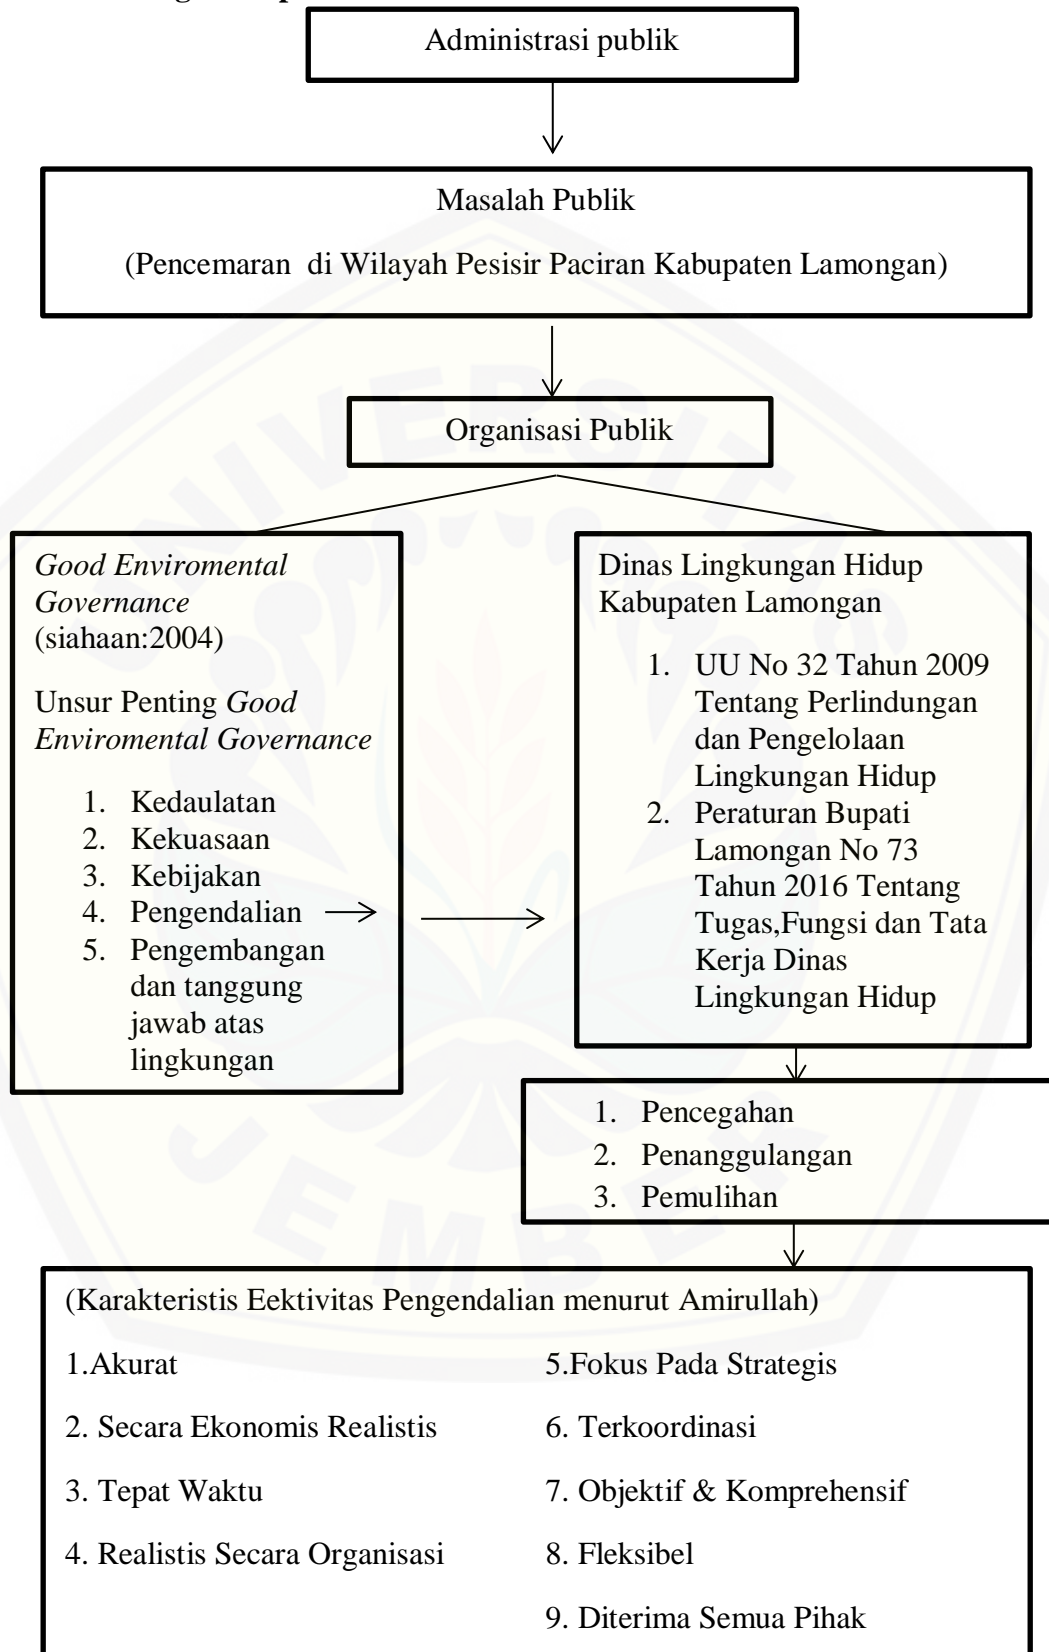 Administrasi publik
Masalah Publik
(Pencemaran di Wilayah Pesisir Paciran Kabupaten Lamongan)
Organisasi Publik
Good Enviromental
Governance
(siahaan:2004)
Unsur Penting Good
Enviromental Governance
1. Kedaulatan
2. Kekuasaan
3. Kebijakan
4. Pengendalian
5. Pengembangan
dan tanggung
jawab atas
lingkungan
Dinas Lingkungan Hidup
Kabupaten Lamongan
1. UU No 32 Tahun 2009
Tentang Perlindungan
dan Pengelolaan
Lingkungan Hidup
2. Peraturan Bupati
Lamongan No 73
Tahun 2016 Tentang
Tugas,Fungsi dan Tata
Kerja Dinas
Lingkungan Hidup
1. Pencegahan
2. Penanggulangan
3. Pemulihan
(Karakteristis Eektivitas Pengendalian menurut Amirullah)
1.Akurat
2. Secara Ekonomis Realistis
3. Tepat Waktu
4. Realistis Secara Organisasi
5.Fokus Pada Strategis
6. Terkoordinasi
7. Objektif & Komprehensif
8. Fleksibel
9. Diterima Semua Pihak
UNIVERSITAS
JEMBER